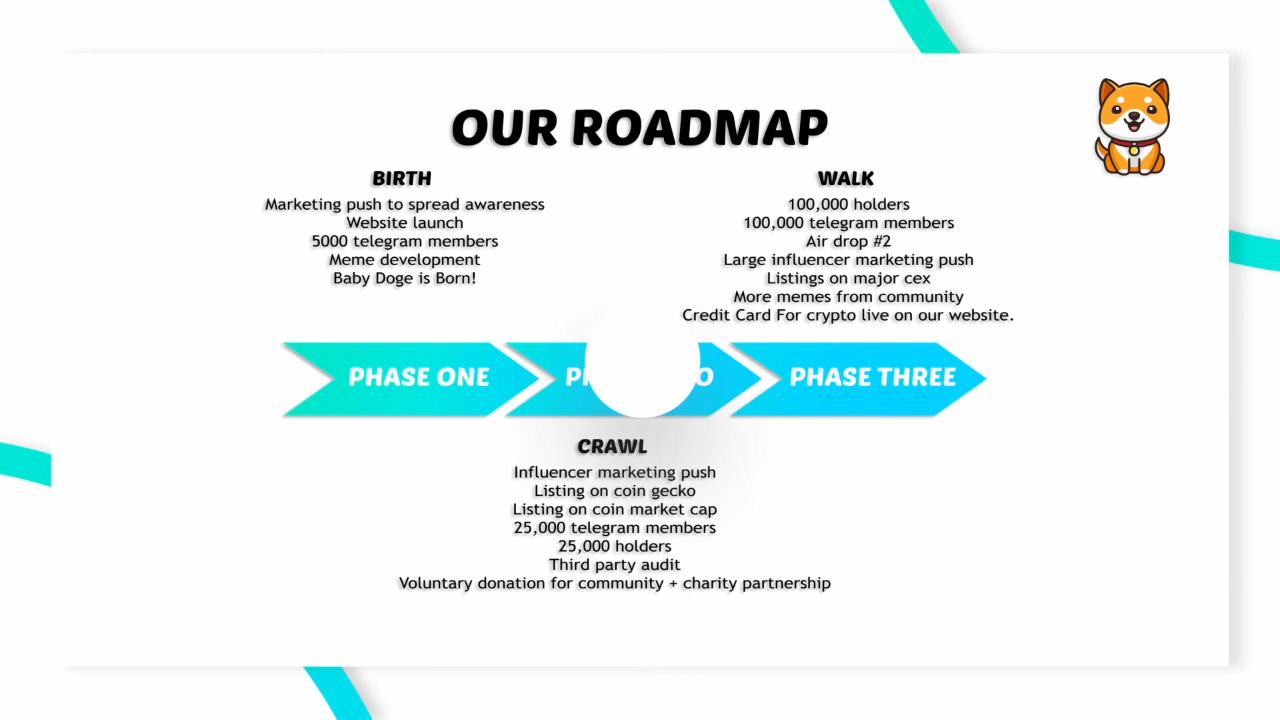 OUR ROADMAP
BIRTH
Marketing push to spread awareness
Website launch
5000 telegram members
Meme development
Baby Doge is Born!
WALK
100,000 holders
100,000 telegram members
Air drop #2
Large influencer marketing push
Listings on major cex
More memes from community
Credit Card For crypto live on our website.
PHASE ONE
PHASE THREE
CRAWL
Influencer marketing push
Listing on coin gecko
Listing on coin market cap
25,000 telegram members
25,000 holders
Third party audit
Voluntary donation for community + charity partnership